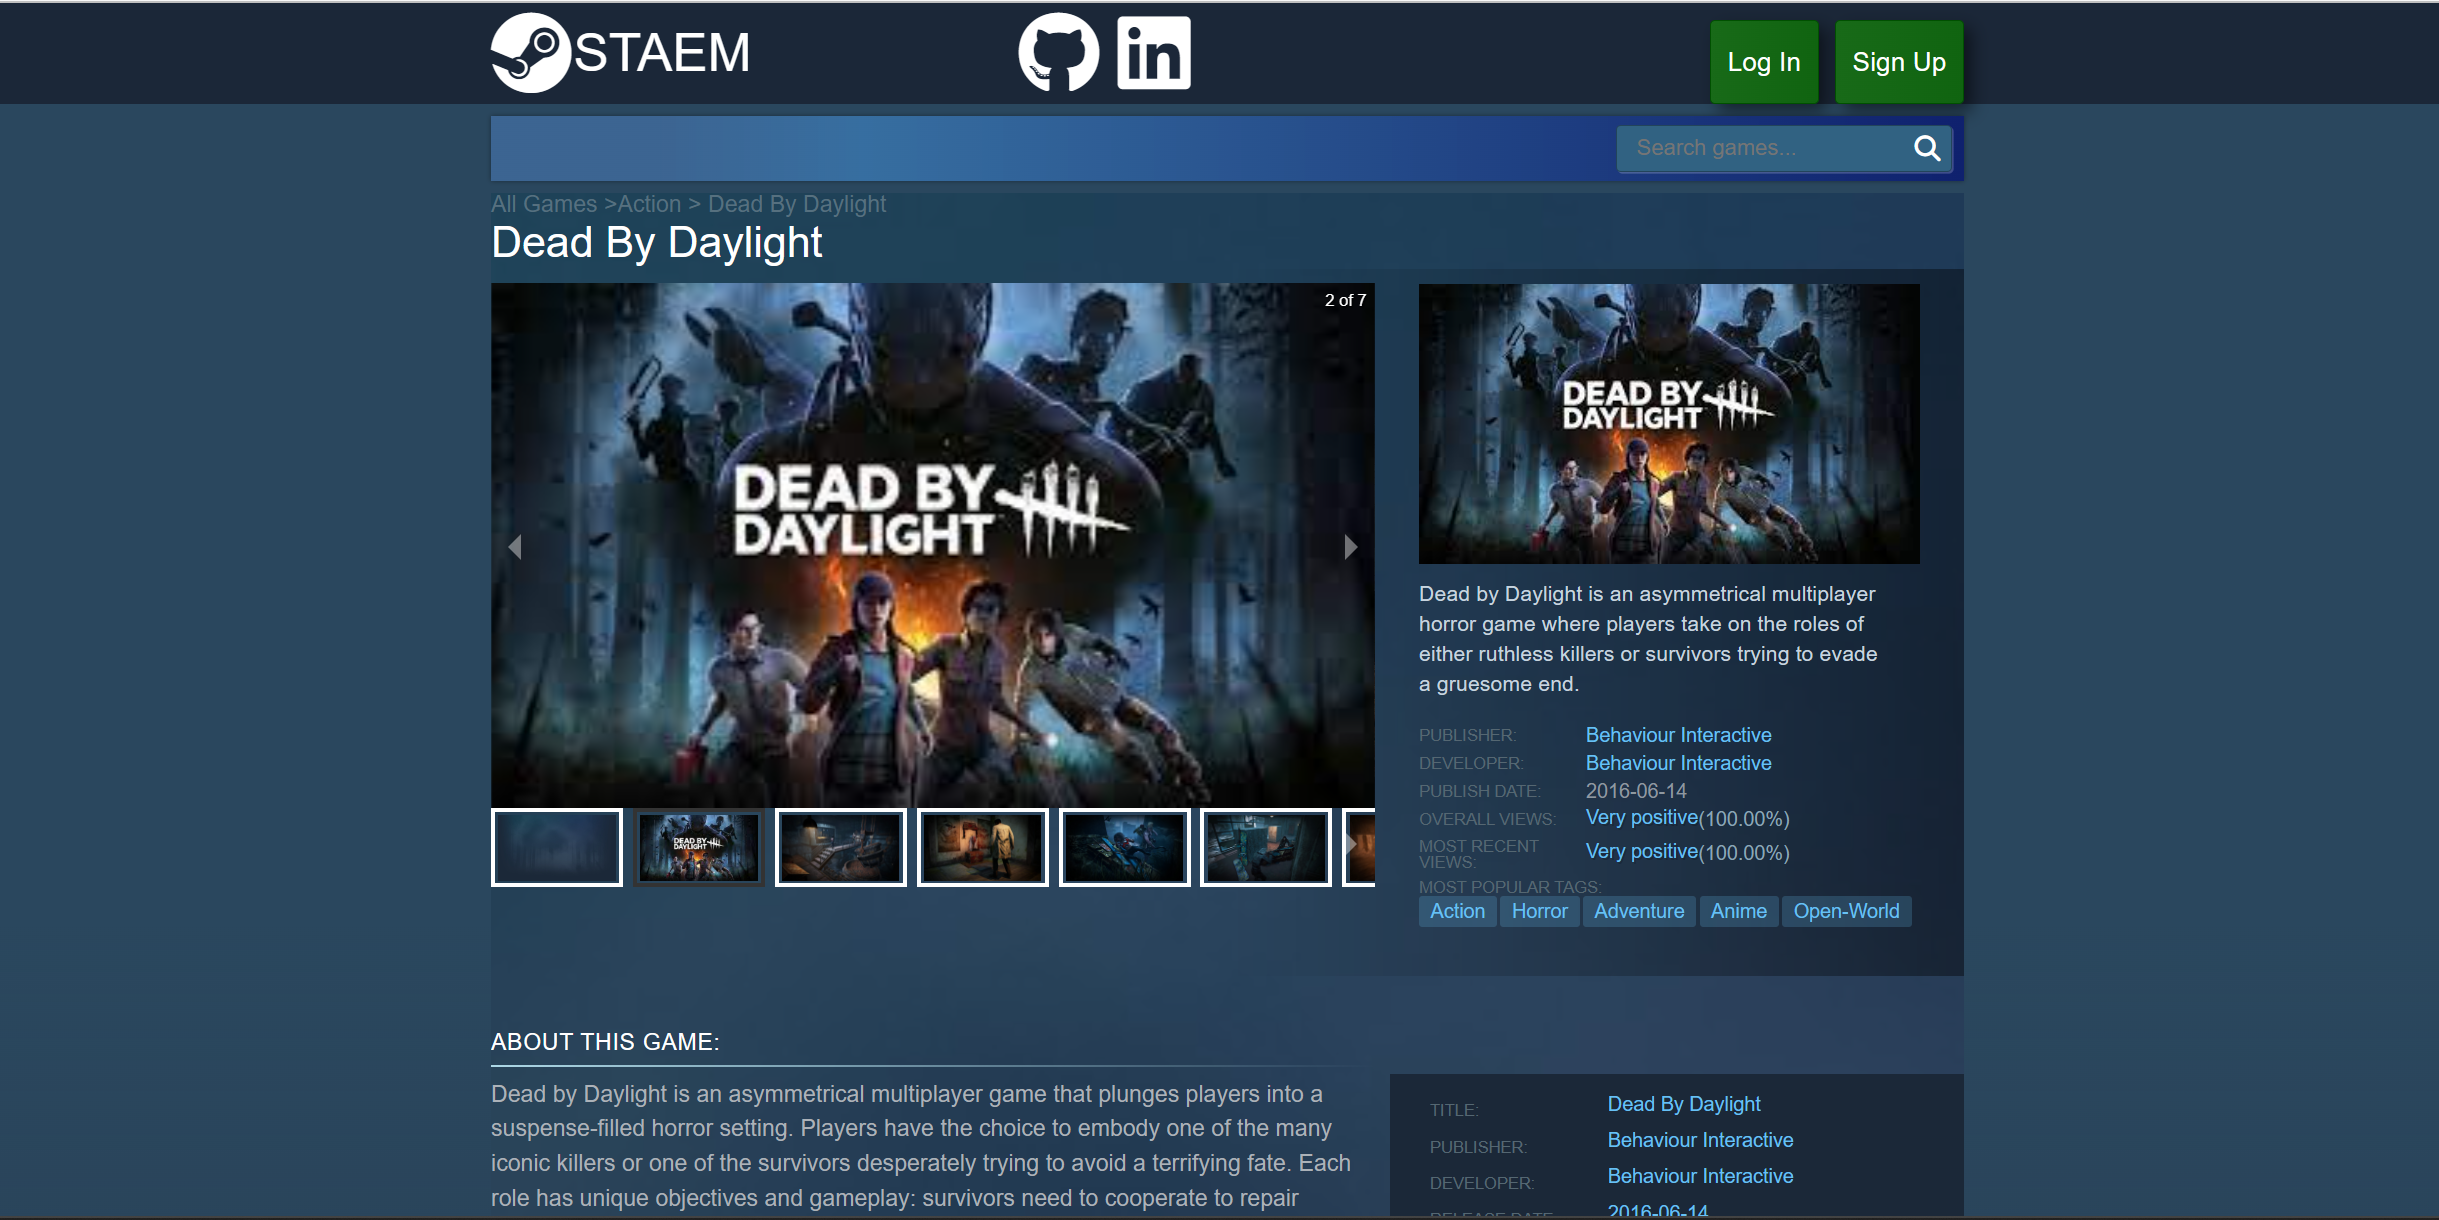 STAEM
in
Log In
Sign Up
Search games...
All Games >Action > Dead By Daylight
Dead By Daylight
2 of 7
DEAD BY
DAYLIGHT
DEAD BY
DAYLIGHT
Dead by Daylight is an asymmetrical multiplayer
horror game where players take on the roles of
either ruthless killers or survivors trying to evade
a gruesome end.
PUBLISHER: Behaviour Interactive
DEVELOPER: Behaviour Interactive
PUBLISH DATE: 2016-06-14
OVERALL VIEWS: Very positive(100.00%)
MOST RECENT
VIEWS: Very positive(100.00%)
MOST POPULAR TAGS:
Action Horror Adventure Anime Open-World
DEAD BY
DAYLIGHT
ABOUT THIS GAME:
Dead by Daylight is an asymmetrical multiplayer game that plunges players into a
suspense-filled horror setting. Players have the choice to embody one of the many
iconic killers or one of the survivors desperately trying to avoid a terrifying fate. Each
role has unique objectives and gameplay: survivors need to cooperate to repair
TITLE: Dead By Daylight
PUBLISHER: Behaviour Interactive
DEVELOPER: Behaviour Interactive
RELEASE DATE 2016-06-14